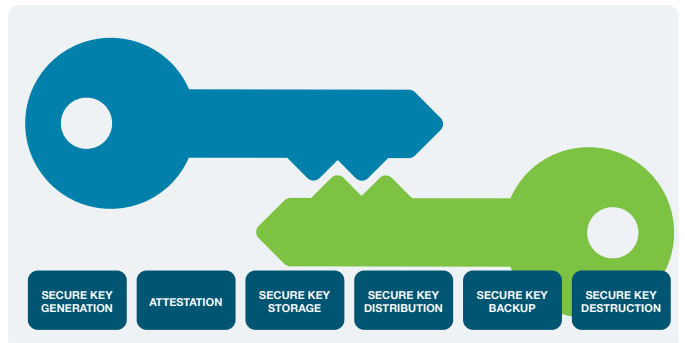 SECURE KEY
GENERATION
ATTESTATION
SECURE KEY
STORAGE
SECURE KEY
DISTRIBUTION
SECURE KEY
BACKUP
SECURE KEY
DESTRUCTION